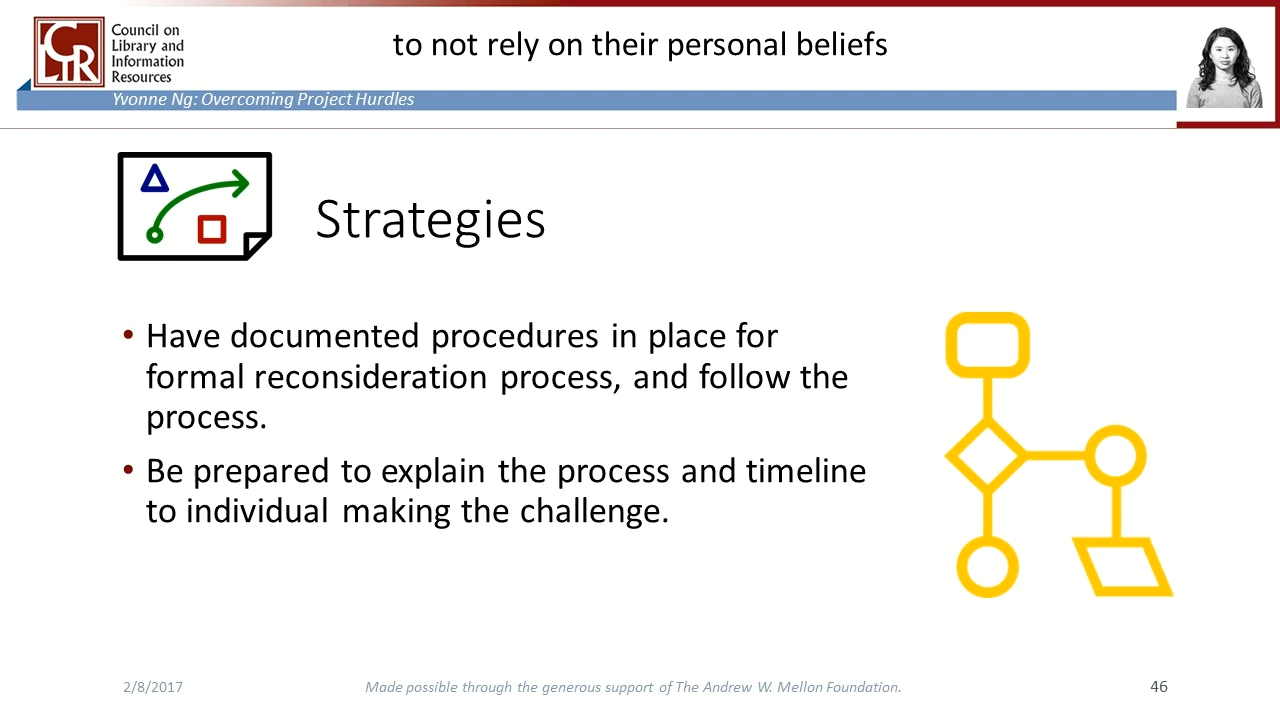 CLIR
Council on
Library and
Information
Resources
to not rely on their personal beliefs
Yvonne Ng: Overcoming Project Hurdles
Strategies
• Have documented procedures in place for
formal reconsideration process, and follow the
process.
• Be prepared to explain the process and timeline
to individual making the challenge.
2/8/2017
Made possible through the generous support of The Andrew W. Mellon Foundation.
46